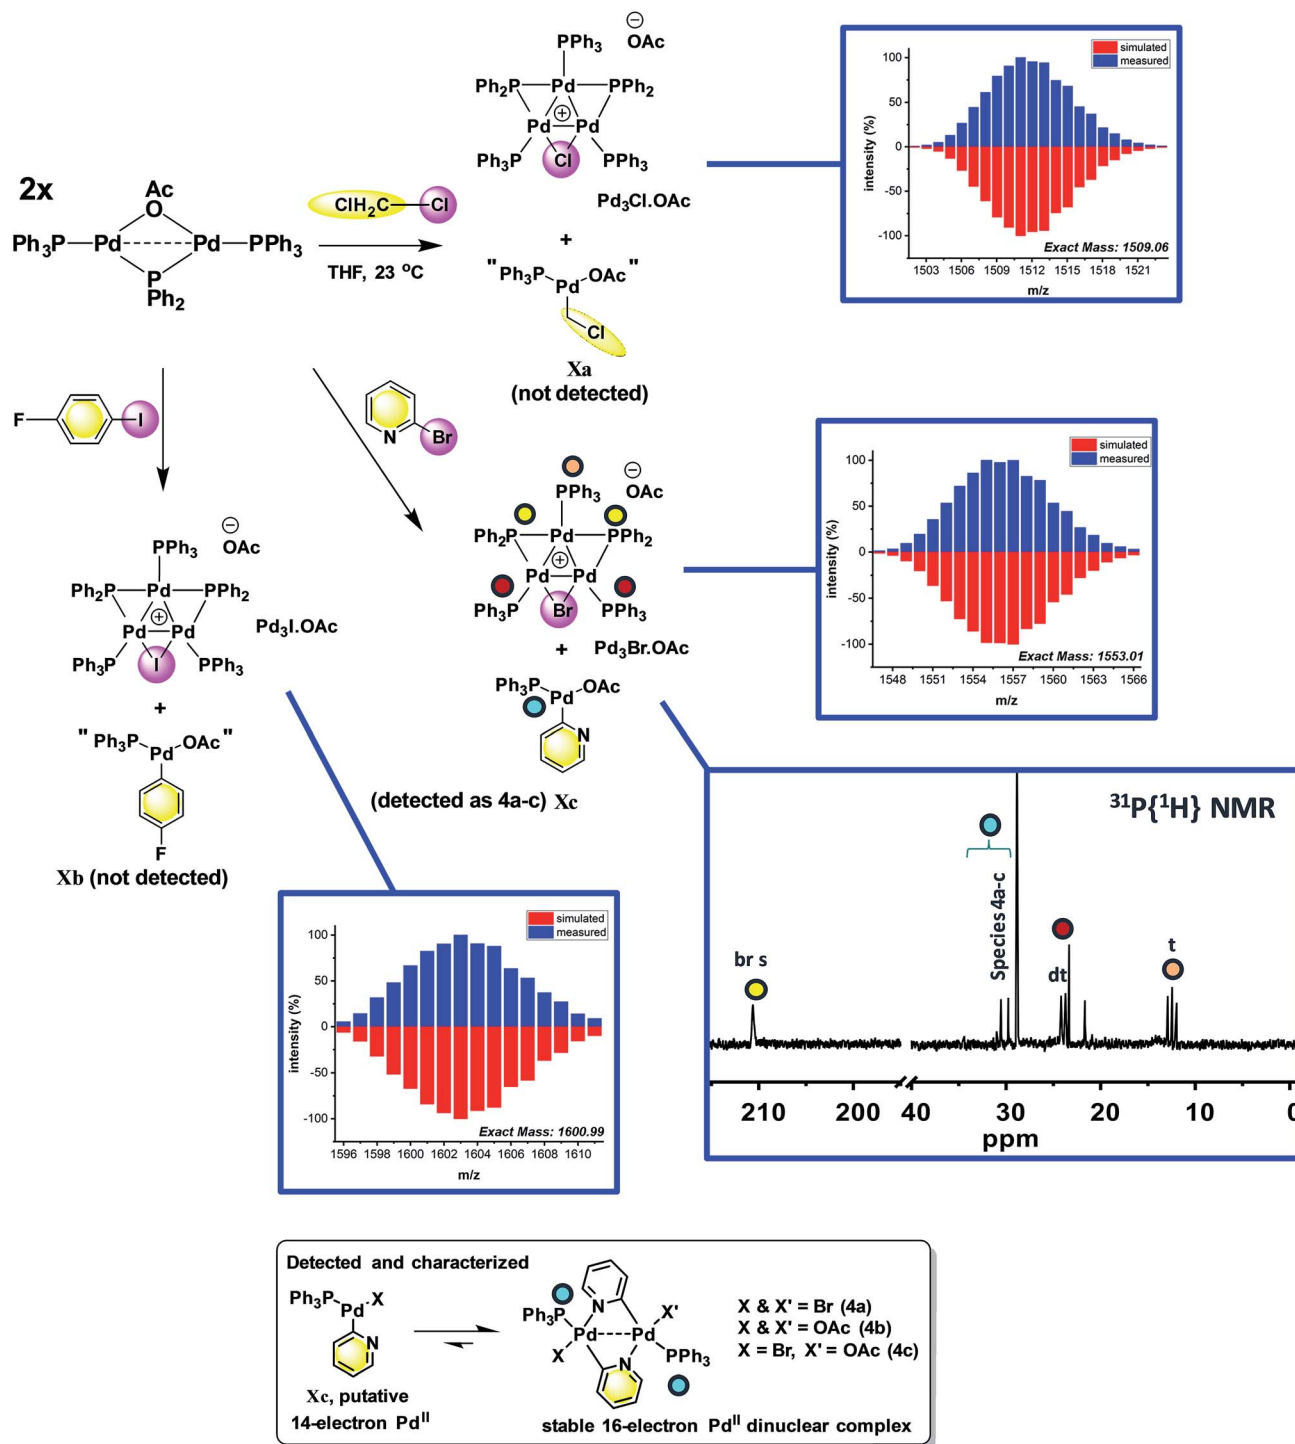 2x
Ac
O
Ph3P
Pd
Pd
PPh3
P
Ph2
ClH2C
Cl
THF, 23 °C
⊖
OAc
PPh3
Ph2P
Pd
PPh2
⊕
Pd
Pd
Ph3P
Cl
PPh3
Pd3Cl.OAc
+
"
Ph3P
Pd
OAc
"
Cl
Xa
(not detected)
simulated
measured
100
50
0
-50
-100
intensity (%)
Exact Mass: 1509.06
1503 1506 1509 1512 1515 1518 1521
m/z
F
I
N
Br
⊖
OAc
PPh3
Ph2P
Pd
PPh2
⊕
Pd
Pd
Ph3P
I
PPh3
Pd3I.OAc
+
"
Ph3P
Pd
OAc
"
F
Xb (not detected)
⊖
OAc
PPh3
Ph2P
Pd
PPh2
⊕
Pd
Pd
Ph3P
Br
PPh3
+
Pd3Br.OAc
Ph3P
Pd
OAc
N
(detected as 4a-c) Xc
simulated
measured
100
50
0
-50
-100
intensity (%)
Exact Mass: 1553.01
1548 1551 1554 1557 1560 1563 1566
m/z
simulated
measured
100
50
0
-50
-100
intensity (%)
Exact Mass: 1600.99
1596 1598 1600 1602 1604 1606 1608 1610
m/z
31P{1H} NMR
Species 4a-c
br s
dt
t
210 200 40 30 20 10 0
ppm
Detected and characterized
Ph3P
Pd
X
N
Xc, putative
14-electron PdII
Ph3P
N
X'
Pd
Pd
X
N
PPh3
stable 16-electron PdII dinuclear complex
X & X' = Br (4a)
X & X' = OAc (4b)
X = Br, X' = OAc (4c)